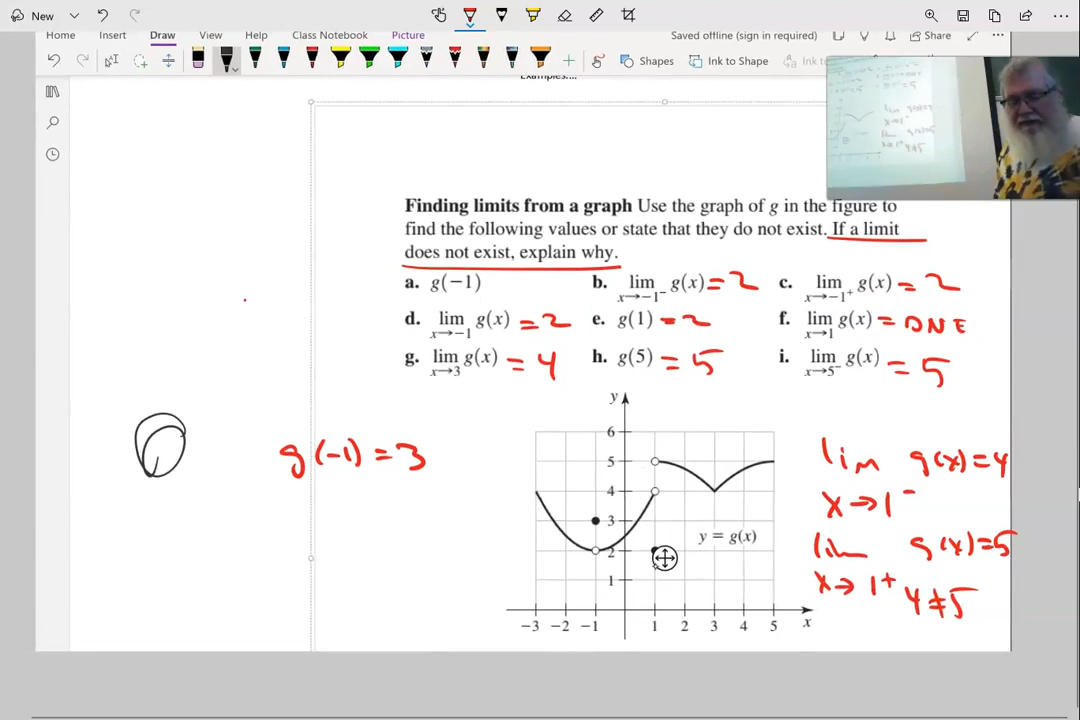 New
Home Insert Draw View Help Class Notebook Picture Saved offline (sign in required) Share
Shapes Ink to Shape Ink to
Examples....
Finding limits from a graph Use the graph of g in the figure to
find the following values or state that they do not exist. If a limit
does not exist, explain why.
a. g(−1) b. lim x→−1⁻ g(x) = 2 c. lim x→−1⁺ g(x) = 2
d. lim x→−1 g(x) = 2 e. g(1) = 2 f. lim x→1 g(x) = DNE
g. lim x→3 g(x) = 4 h. g(5) = 5 i. lim x→5⁻ g(x) = 5
g(-1) = 3
y
6
5
4
3
2
1
y = g(x)
−3 −2 −1 1 2 3 4 5 x
lim g(x)=4
x→1⁻
lim g(x)=5
x→1+
4≠5